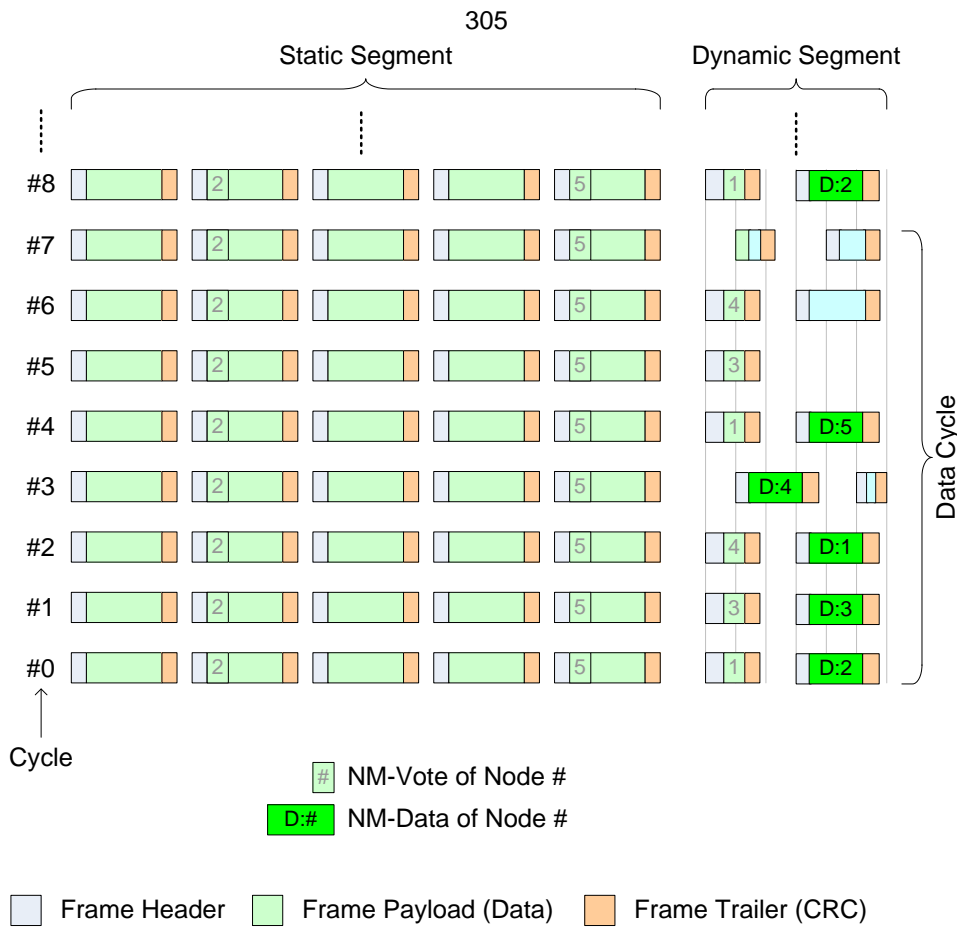 305
Static Segment Dynamic Segment
#8 2 5 1 D:2
#7 2 5
#6 2 5 4
#5 2 5 3
#4 2 5 1 D:5
#3 2 5 D:4
#2 2 5 4 D:1
#1 2 5 3 D:3
#0 2 5 1 D:2
Data Cycle
Cycle
# NM-Vote of Node #
D:# NM-Data of Node #
Frame Header Frame Payload (Data) Frame Trailer (CRC)